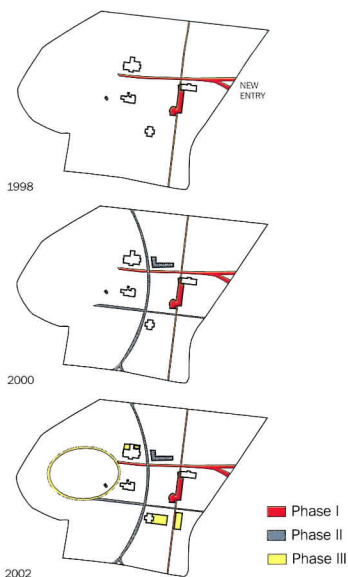 NEW
ENTRY
1998
2000
Phase I
Phase II
Phase III
2002